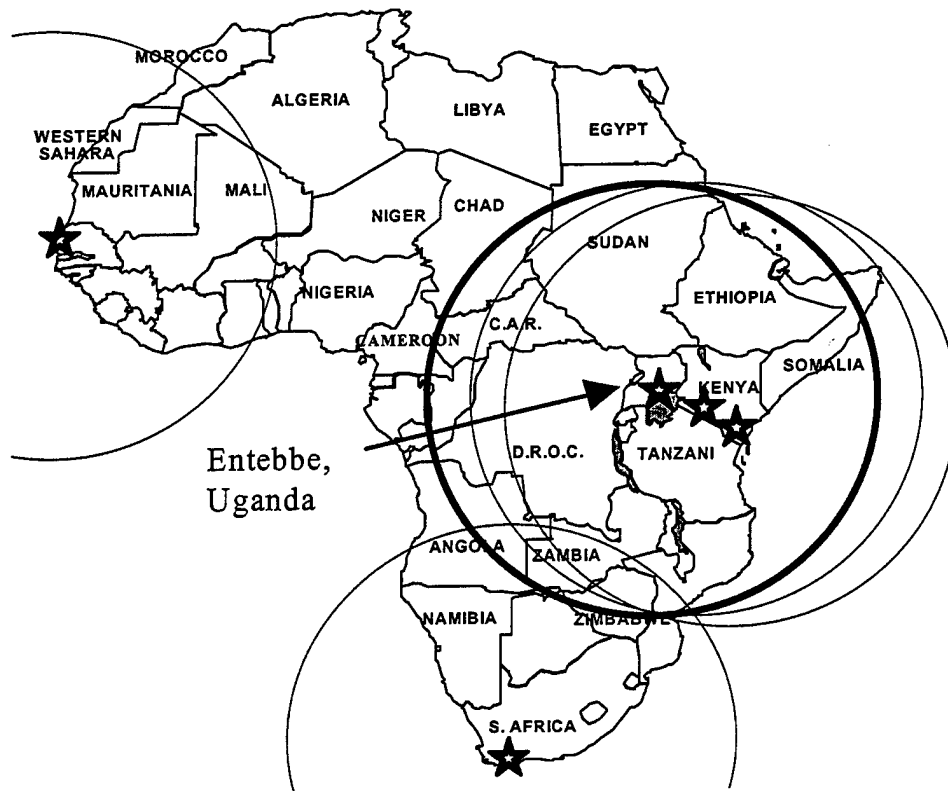 MOROCCO
ALGERIA
LIBYA
EGYPT
WESTERN
SAHARA
MAURITANIA
MALI
NIGER
CHAD
SUDAN
NIGERIA
ETHIOPIA
C.A.R.
CAMEROON
SOMALIA
KENYA
Entebbe,
Uganda
D.R.O.C.
TANZANI
ANGOLA
ZAMBIA
NAMIBIA
ZIMBABWE
S. AFRICA